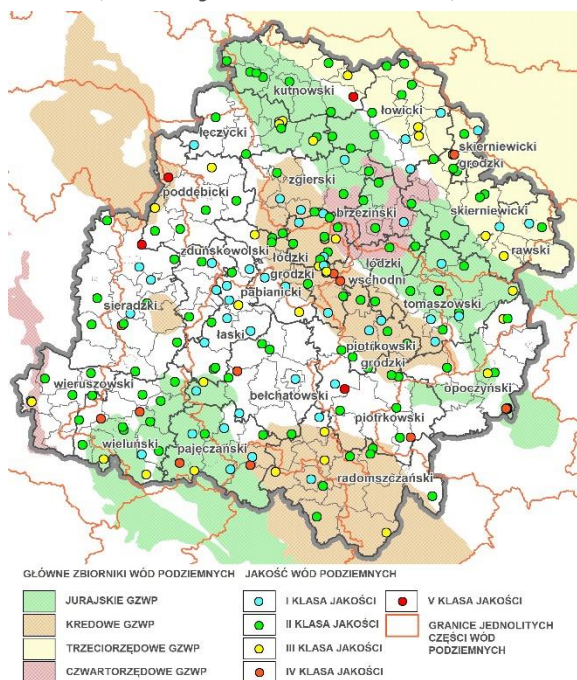 kutnowski
łowicki
łęczycki
skierniewicki
grodzki
zgierski
poddębicki
brzeziński
skierniewicki
rawski
zduńskowolski
łódzki
grodzki
łódzki
wschodni
pabianicki
sieradzki
tomaszowski
łaski
piotrkowski
grodzki
wieruszowski
bełchatowski
opoczyński
piotrkowski
wieluński
pajęczański
radomszczański
GŁÓWNE ZBIORNIKI WÓD PODZIEMNYCH
JURAJSKIE GZWP
KREDOWE GZWP
TRZECIORZĘDOWE GZWP
CZWARTORZĘDOWE GZWP
JAKOŚĆ WÓD PODZIEMNYCH
I KLASA JAKOŚCI
II KLASA JAKOŚCI
III KLASA JAKOŚCI
IV KLASA JAKOŚCI
V KLASA JAKOŚCI
GRANICE JEDNOLITYCH
CZĘŚCI WÓD
PODZIEMNYCH